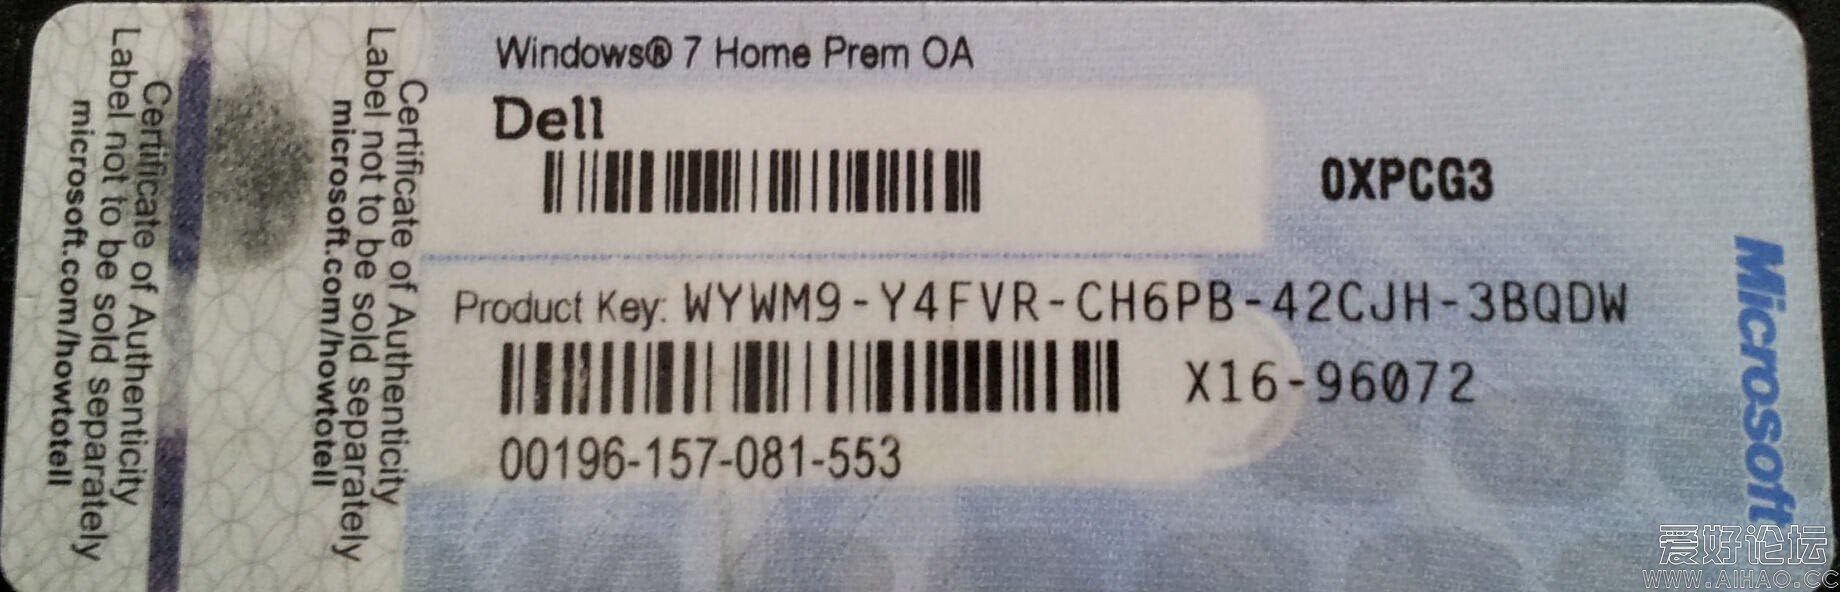 Certificate of Authenticity
Label not to be sold separately
microsoft.com/howtotell
Certificate of Authenticity
Label not to be sold separately
microsoft.com/howtotell
Windows® 7 Home Prem OA
Dell
0XPCG3
Product Key: WYWM9-Y4FVR-CH6PB-42CJH-3BQDW
X16-96072
00196-157-081-553
Microsoft
爱好论坛
WWW.AIHAO.CC